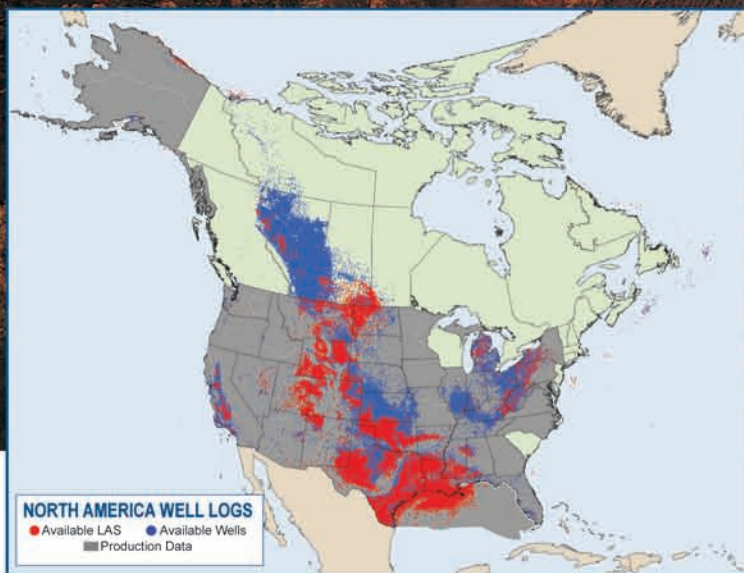 NORTH AMERICA WELL LOGS
Available LAS Available Wells
Production Data